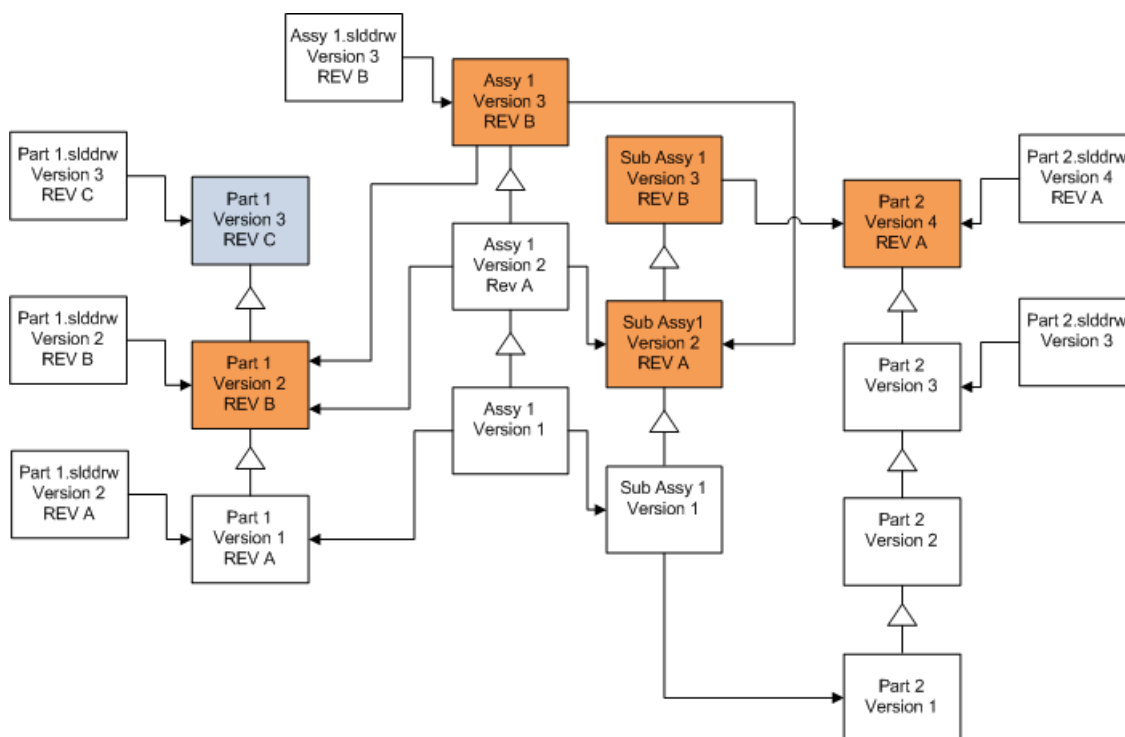 Assy 1.slddrw
Version 3
REV B
Assy 1
Version 3
REV B
Part 1.slddrw
Version 3
REV C
Sub Assy 1
Version 3
REV B
Part 2.slddrw
Version 4
REV A
Part 1
Version 3
REV C
Part 2
Version 4
REV A
Assy 1
Version 2
Rev A
Part 1.slddrw
Version 2
REV B
Sub Assy1
Version 2
REV A
Part 2.slddrw
Version 3
Part 1
Version 2
REV B
Part 2
Version 3
Assy 1
Version 1
Part 1.slddrw
Version 2
REV A
Sub Assy 1
Version 1
Part 1
Version 1
REV A
Part 2
Version 2
Part 2
Version 1